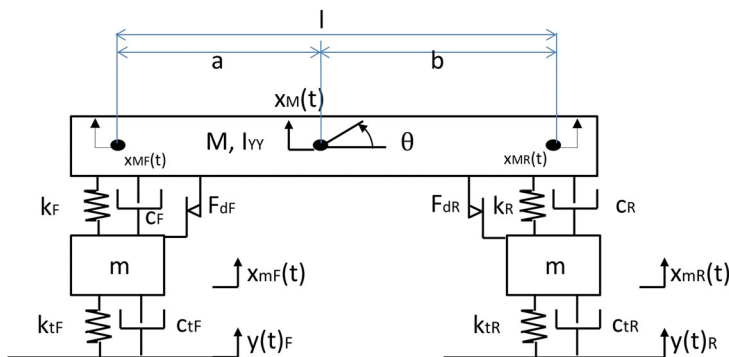 l
a b
xM(t)
M, IYY θ
xMF(t) xMR(t)
kF cF FdF FdR kR cR
m m
xmF(t) xmR(t)
ktF ctF ktR ctR
y(t)F y(t)R